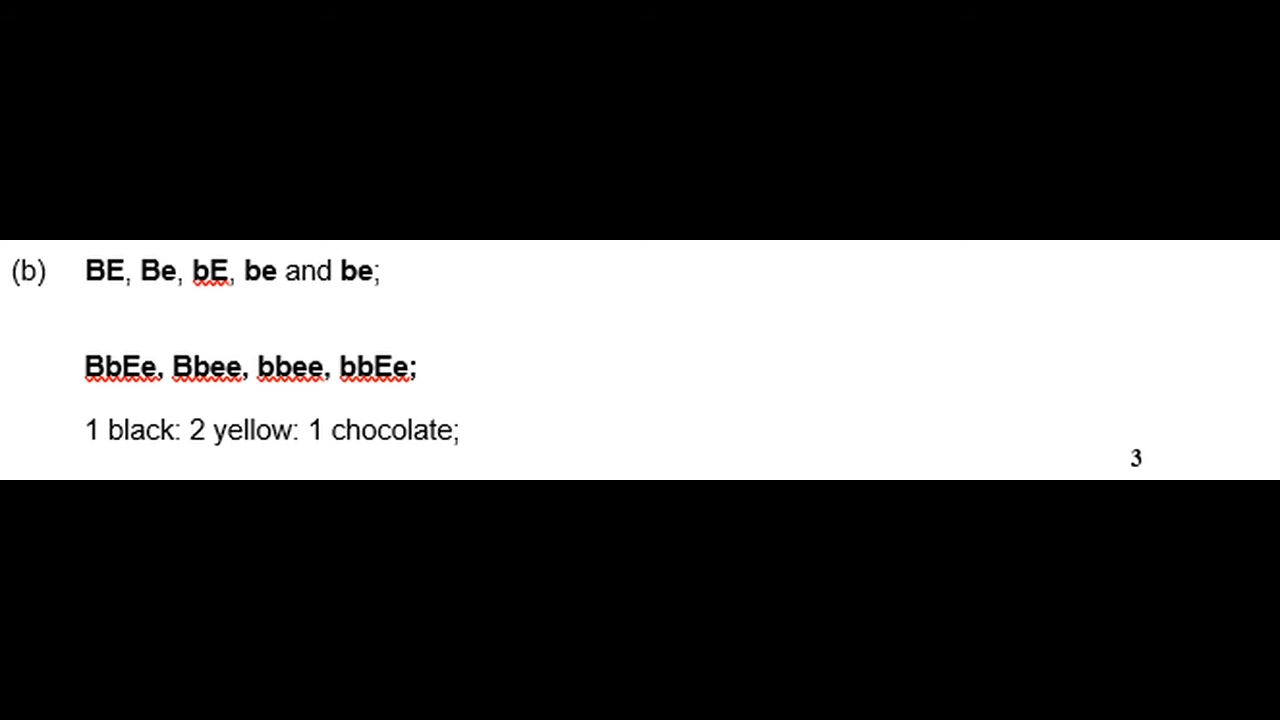 (b) BE, Be, bE, be and be;
BbEe, Bbee, bbee, bbEe;
1 black: 2 yellow: 1 chocolate;
3